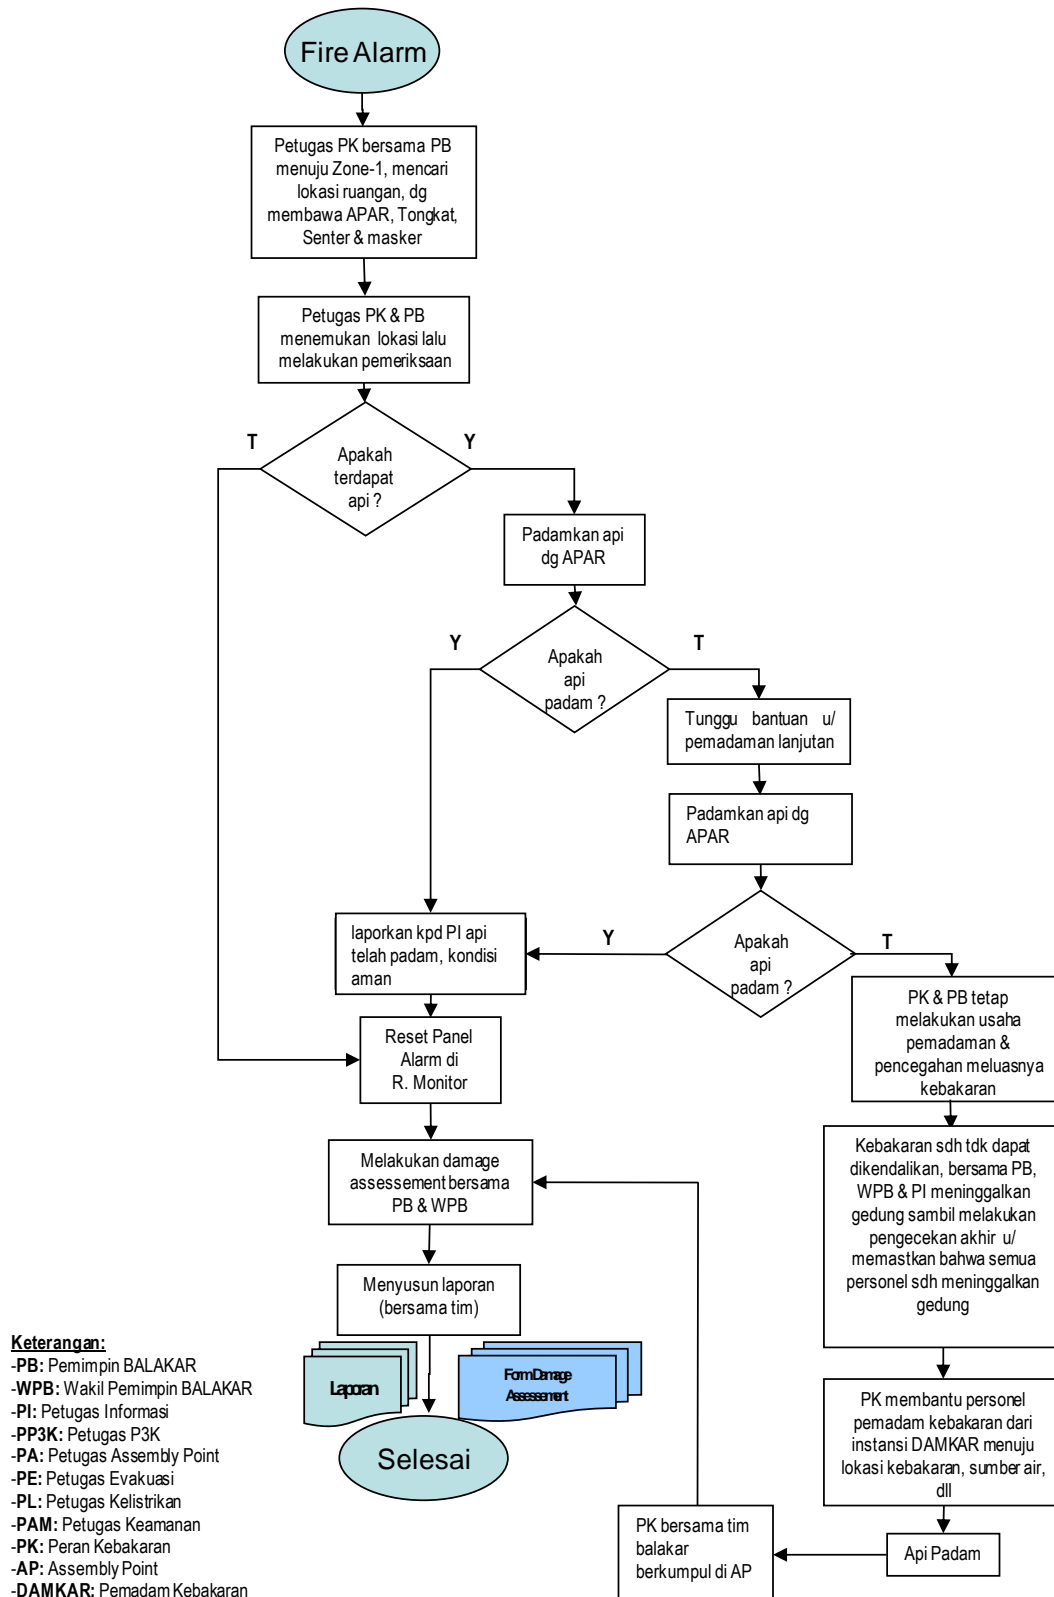 Fire Alarm
Petugas PK bersama PB
menuju Zone-1, mencari
lokasi ruangan, dg
membawa APAR, Tongkat,
Senter & masker
Petugas PK & PB
menemukan lokasi lalu
melakukan pemeriksaan
T
Y
Apakah
terdapat
api ?
Padamkan api
dg APAR
Y
T
Apakah
api
padam ?
Tunggu bantuan u/
pemadaman lanjutan
Padamkan api dg
APAR
Y
T
Apakah
api
padam ?
laporkan kpd PI api
telah padam, kondisi
aman
PK & PB tetap
melakukan usaha
pemadaman &
pencegahan meluasnya
kebakaran
Reset Panel
Alarm di
R. Monitor
Kebakaran sdh tdk dapat
dikendalikan, bersama PB,
WPB & PI meninggalkan
gedung sambil melakukan
pengecekan akhir u/
memastkan bahwa semua
personel sdh meninggalkan
gedung
Melakukan damage
assessement bersama
PB & WPB
Menyusun laporan
(bersama tim)
Laporan
Form Damage
Assessement
Selesai
PK membantu personel
pemadam kebakaran dari
instansi DAMKAR menuju
lokasi kebakaran, sumber air,
dll
Api Padam
PK bersama tim
balakar
berkumpul di AP
Keterangan:
-PB: Pemimpin BALAKAR
-WPB: Wakil Pemimpin BALAKAR
-PI: Petugas Informasi
-PP3K: Petugas P3K
-PA: Petugas Assembly Point
-PE: Petugas Evakuasi
-PL: Petugas Kelistrikan
-PAM: Petugas Keamanan
-PK: Peran Kebakaran
-AP: Assembly Point
-DAMKAR: Pemadam Kebakaran